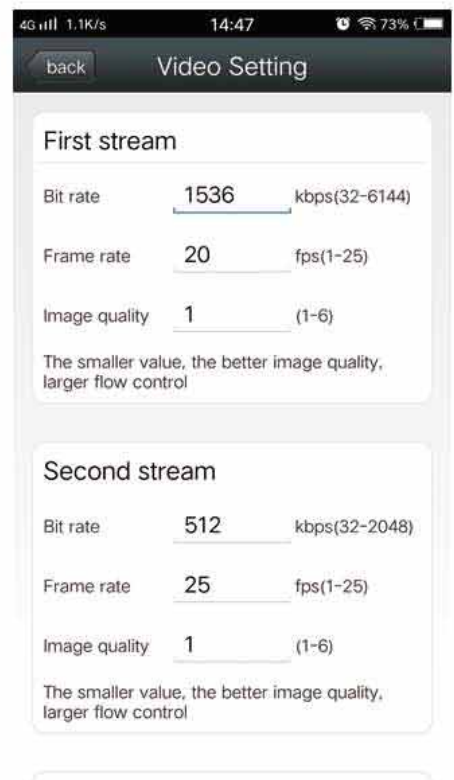 4G 1.1K/s 14:47 73%
back Video Setting
First stream
Bit rate 1536 kbps(32-6144)
Frame rate 20 fps(1-25)
Image quality 1 (1-6)
The smaller value, the better image quality,
larger flow control
Second stream
Bit rate 512 kbps(32-2048)
Frame rate 25 fps(1-25)
Image quality 1 (1-6)
The smaller value, the better image quality,
larger flow control